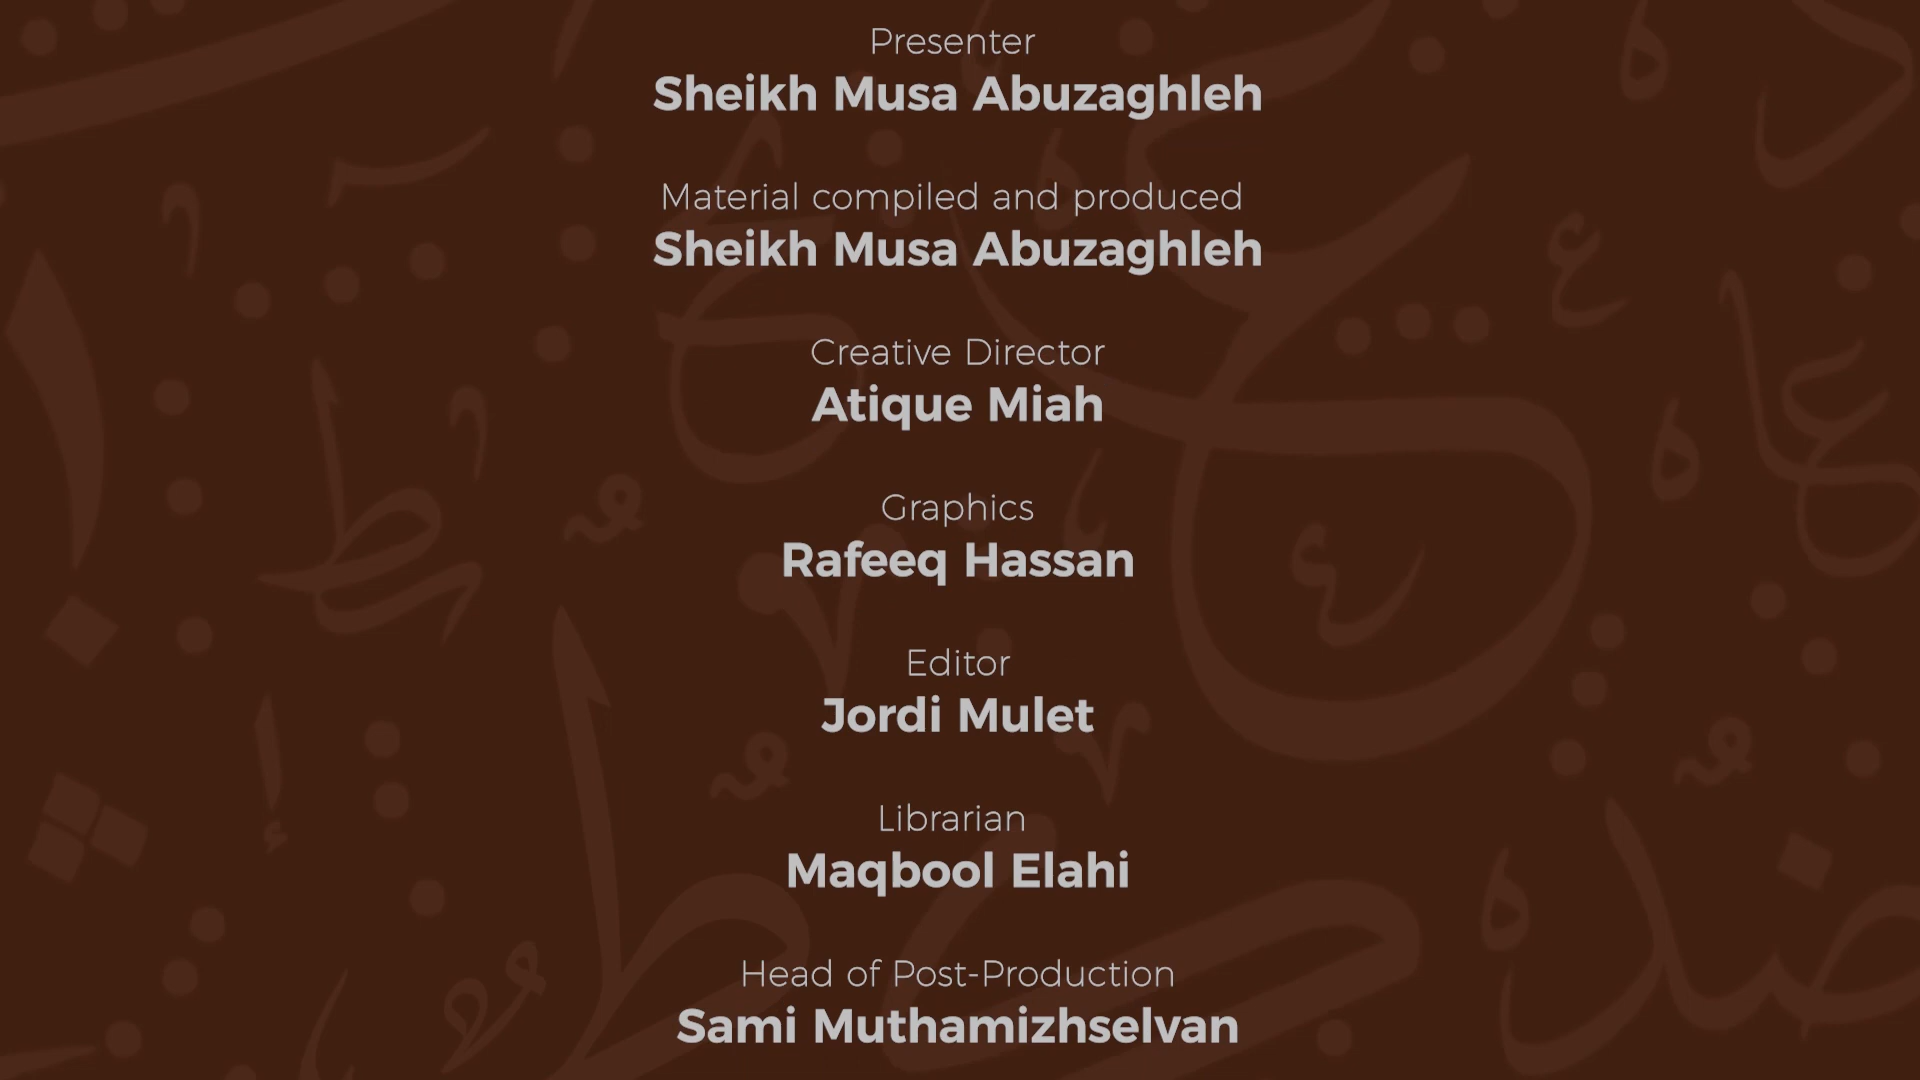 Presenter
Sheikh Musa Abuzaghleh
Material compiled and produced
Sheikh Musa Abuzaghleh
Creative Director
Atique Miah
Graphics
Rafeeq Hassan
Editor
Jordi Mulet
Librarian
Maqbool Elahi
Head of Post-Production
Sami Muthamizhselvan